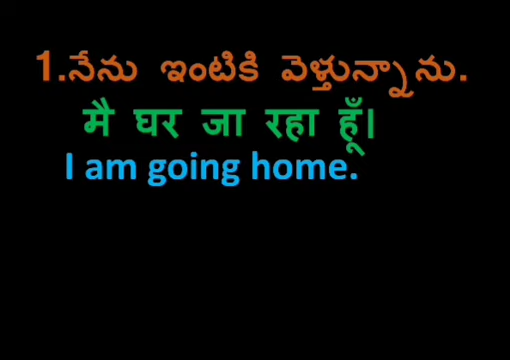 1.నేను ఇంటికి వెళ్తున్నాను.
मै घर जा रहा हूँ।
I am going home.